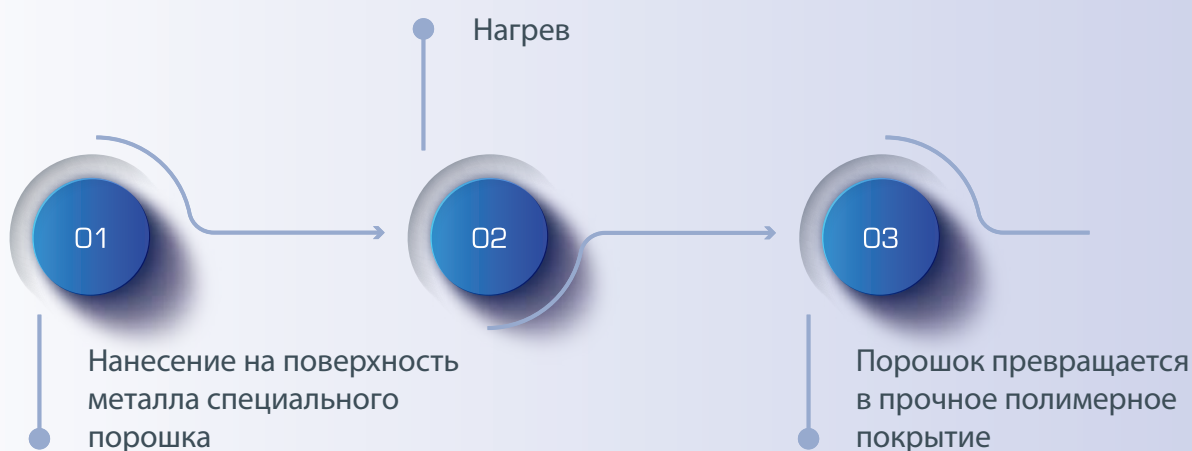 Нагрев
01
02
03
Нанесение на поверхность
металла специального
порошка
Порошок превращается
в прочное полимерное
покрытие